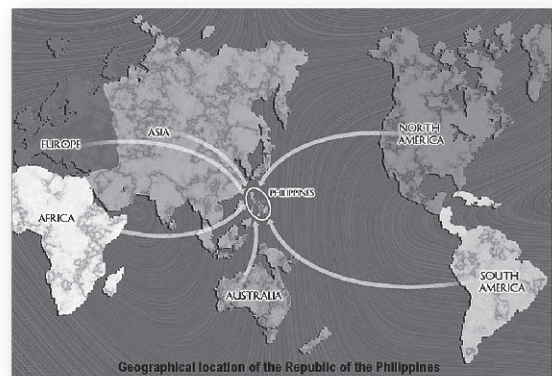 EUROPE
ASIA
NORTH
AMERICA
PHILIPPINES
AFRICA
SOUTH
AMERICA
AUSTRALIA
Geographical location of the Republic of the Philippines